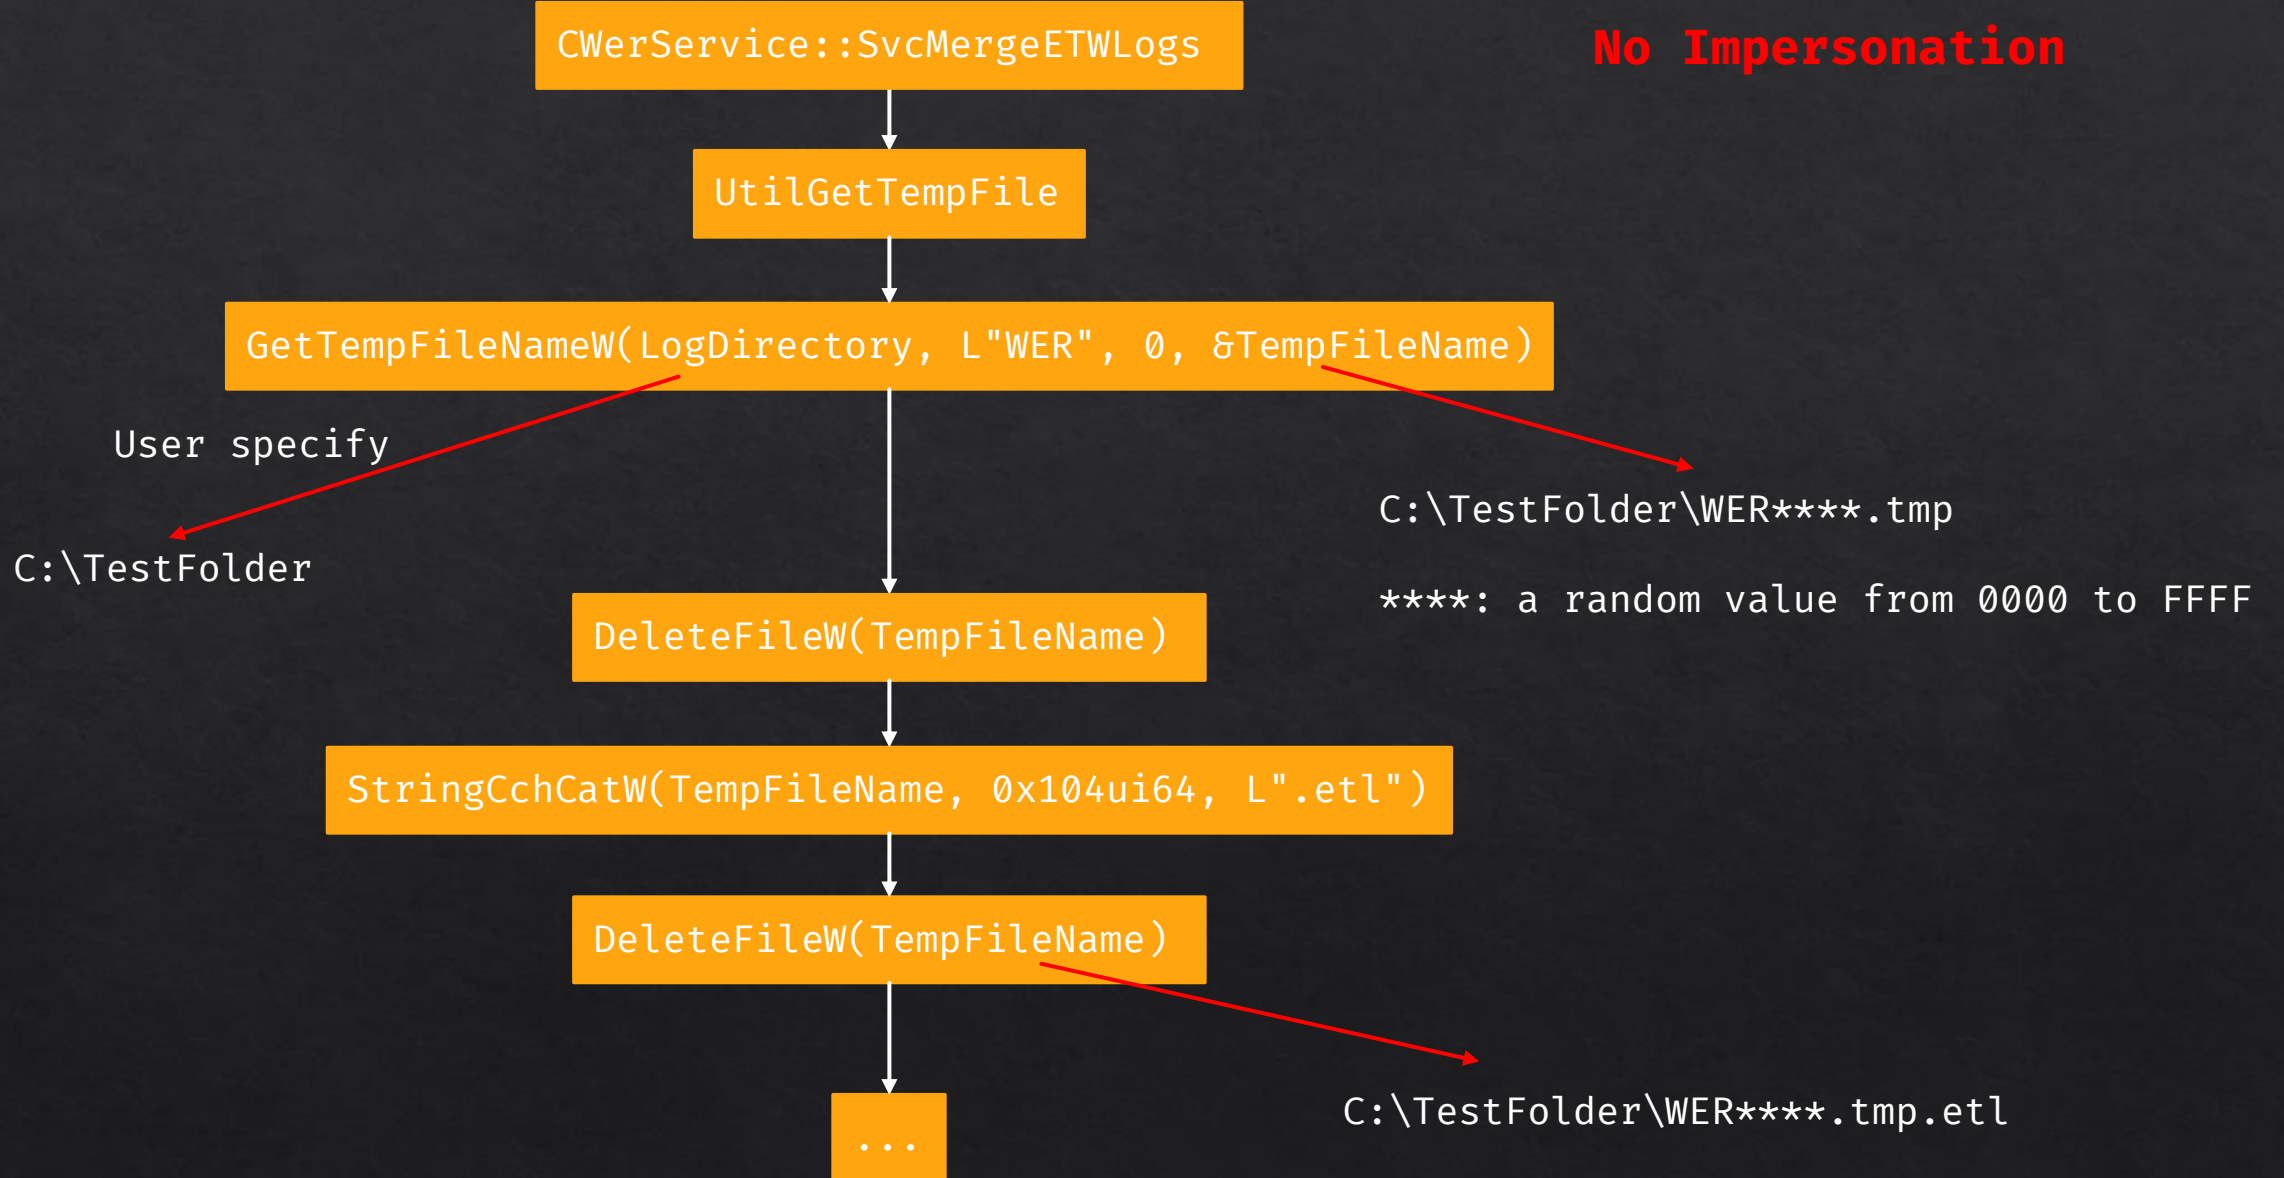 CWerService::SvcMergeETWLogs
No Impersonation
UtilGetTempFile
GetTempFileNameW(LogDirectory, L"WER", 0, &TempFileName)
User specify
C:\TestFolder
C:\TestFolder\WER****.tmp
****: a random value from 0000 to FFFF
DeleteFileW(TempFileName)
StringCchCatW(TempFileName, 0x104ui64, L".etl")
DeleteFileW(TempFileName)
C:\TestFolder\WER****.tmp.etl
...